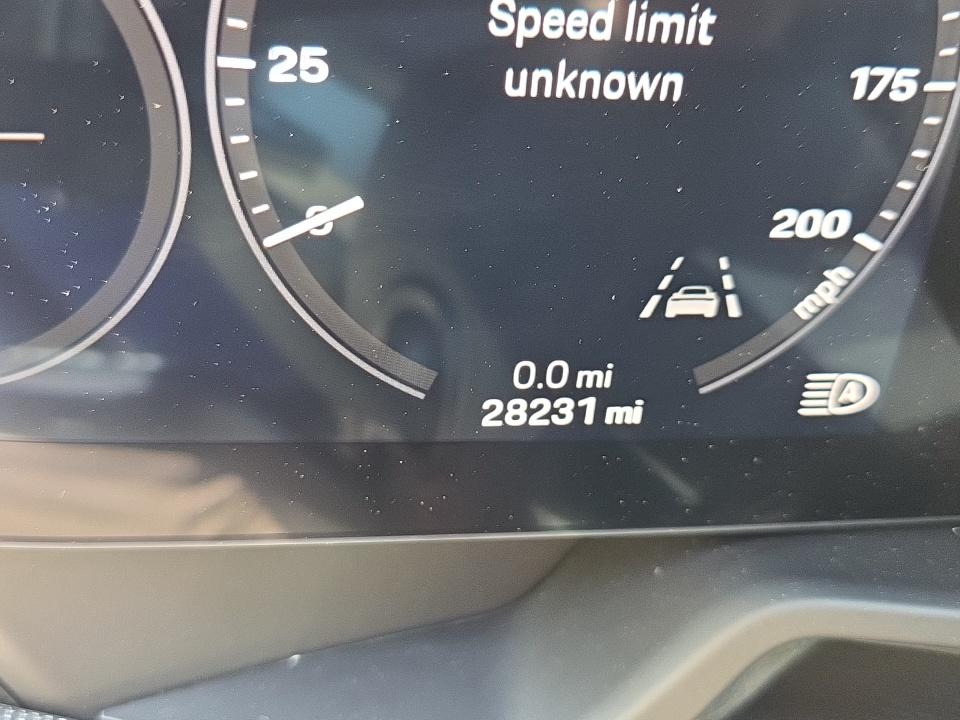 Speed limit
unknown
25
175
0
200
mph
0.0 mi
28231 mi
A